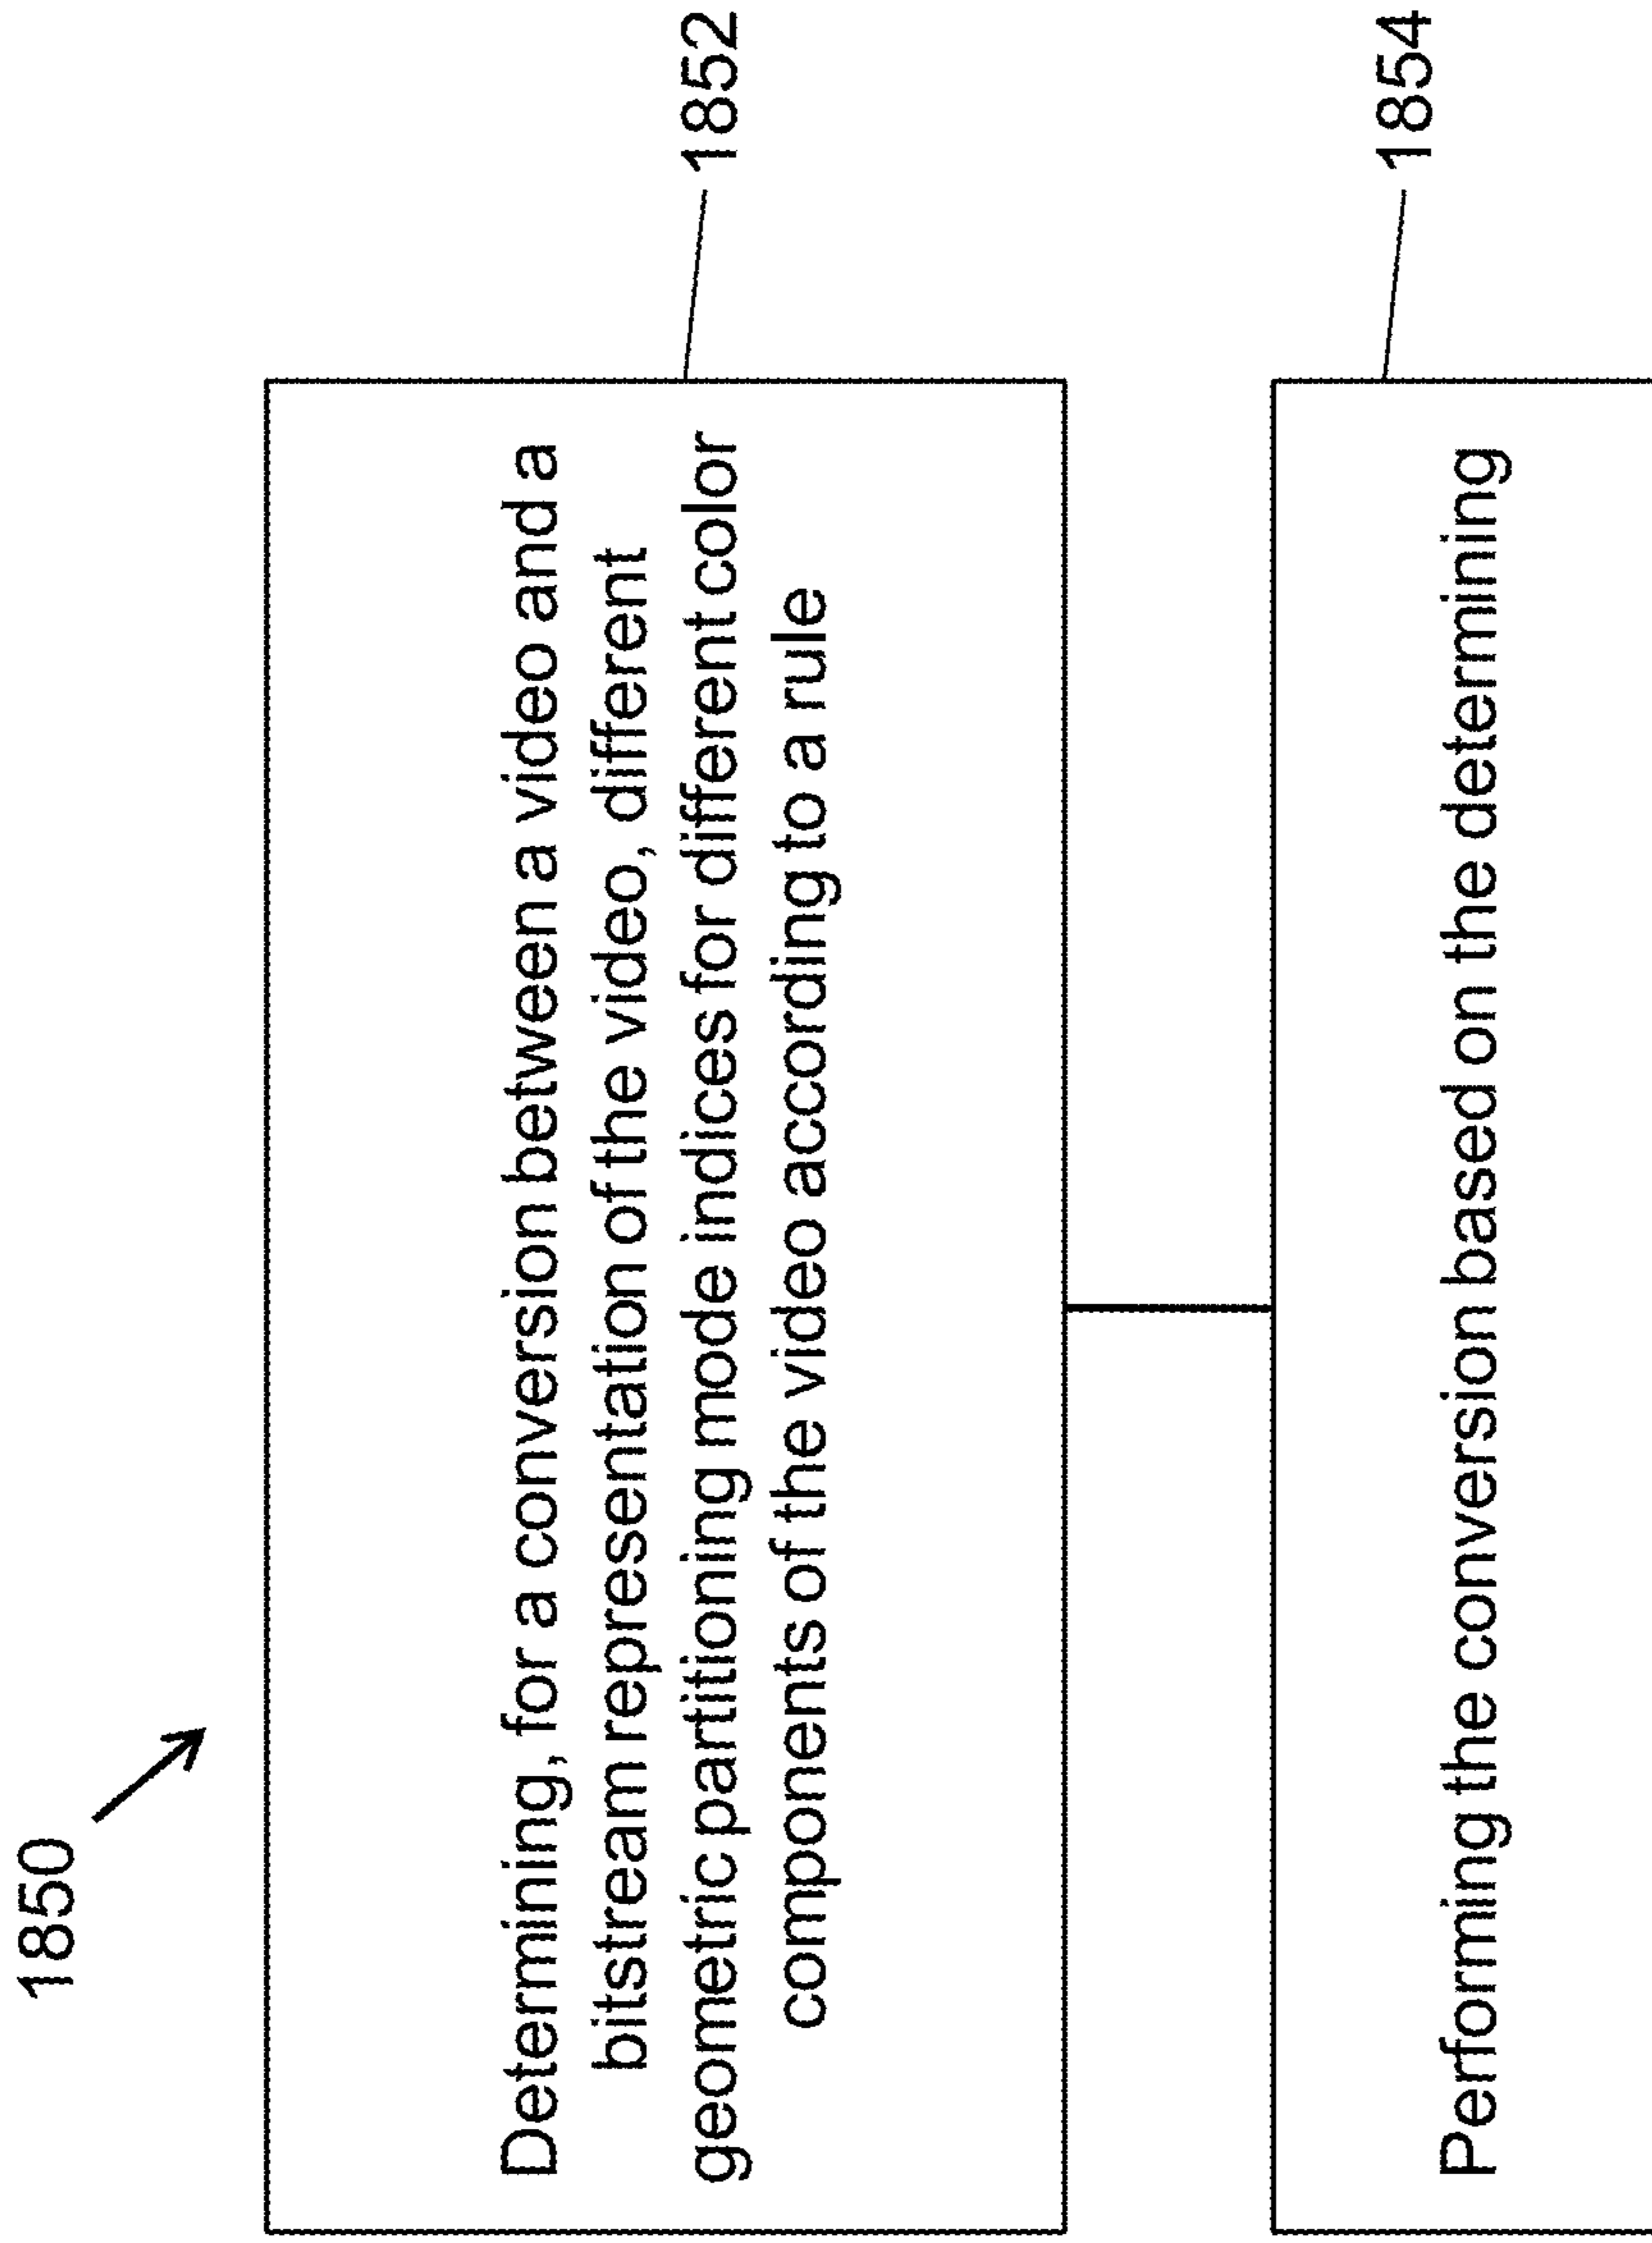 1850
Determining, for a conversion between a video and a
bitstream representation of the video, different
geometric partitioning mode indices for different color
components of the video according to a rule
1852
Performing the conversion based on the determining
1854